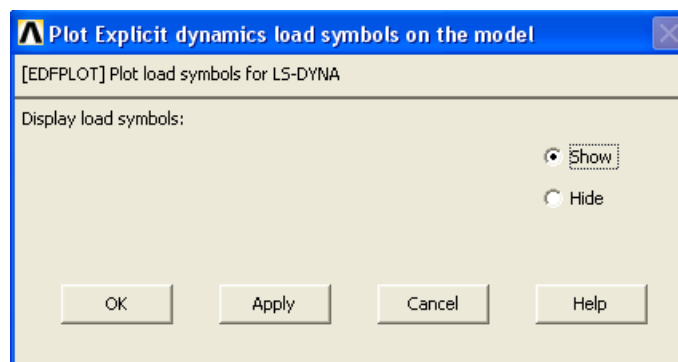 Plot Explicit dynamics load symbols on the model
[EDFPLOT] Plot load symbols for LS-DYNA
Display load symbols:
Show
Hide
OK Apply Cancel Help